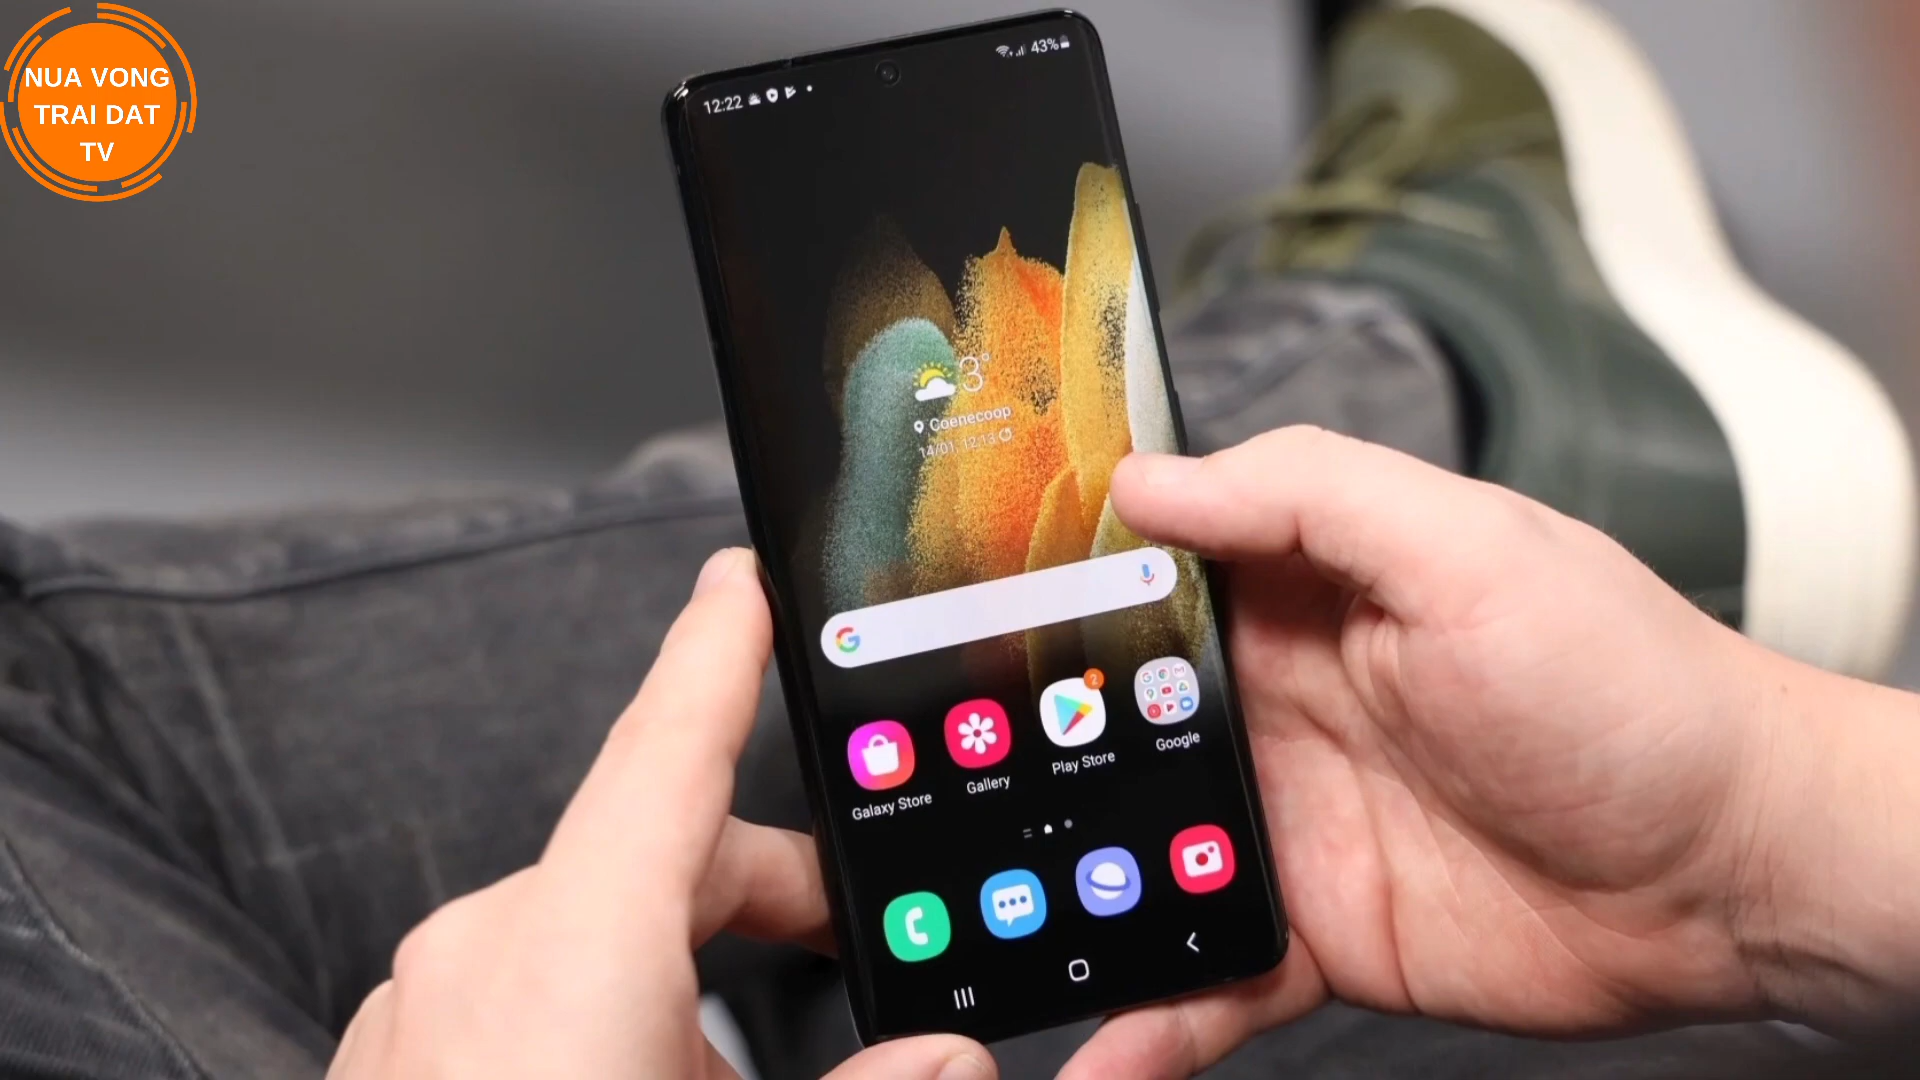 NUA VONG
TRAI DAT
TV
12:22
43%
3°
Coenecoop
14/01, 12:13
2
Galaxy Store
Gallery
Play Store
Google